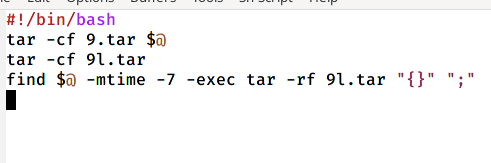 #!/bin/bash
tar -cf 9.tar $@
tar -cf 9l.tar
find $@ -mtime -7 -exec tar -rf 9l.tar "{}" ";"